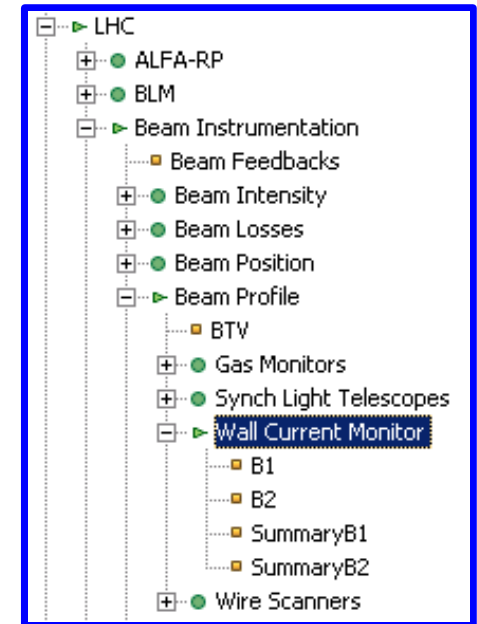 LHC
ALFA-RP
BLM
Beam Instrumentation
Beam Feedbacks
Beam Intensity
Beam Losses
Beam Position
Beam Profile
BTV
Gas Monitors
Synch Light Telescopes
Wall Current Monitor
B1
B2
SummaryB1
SummaryB2
Wire Scanners